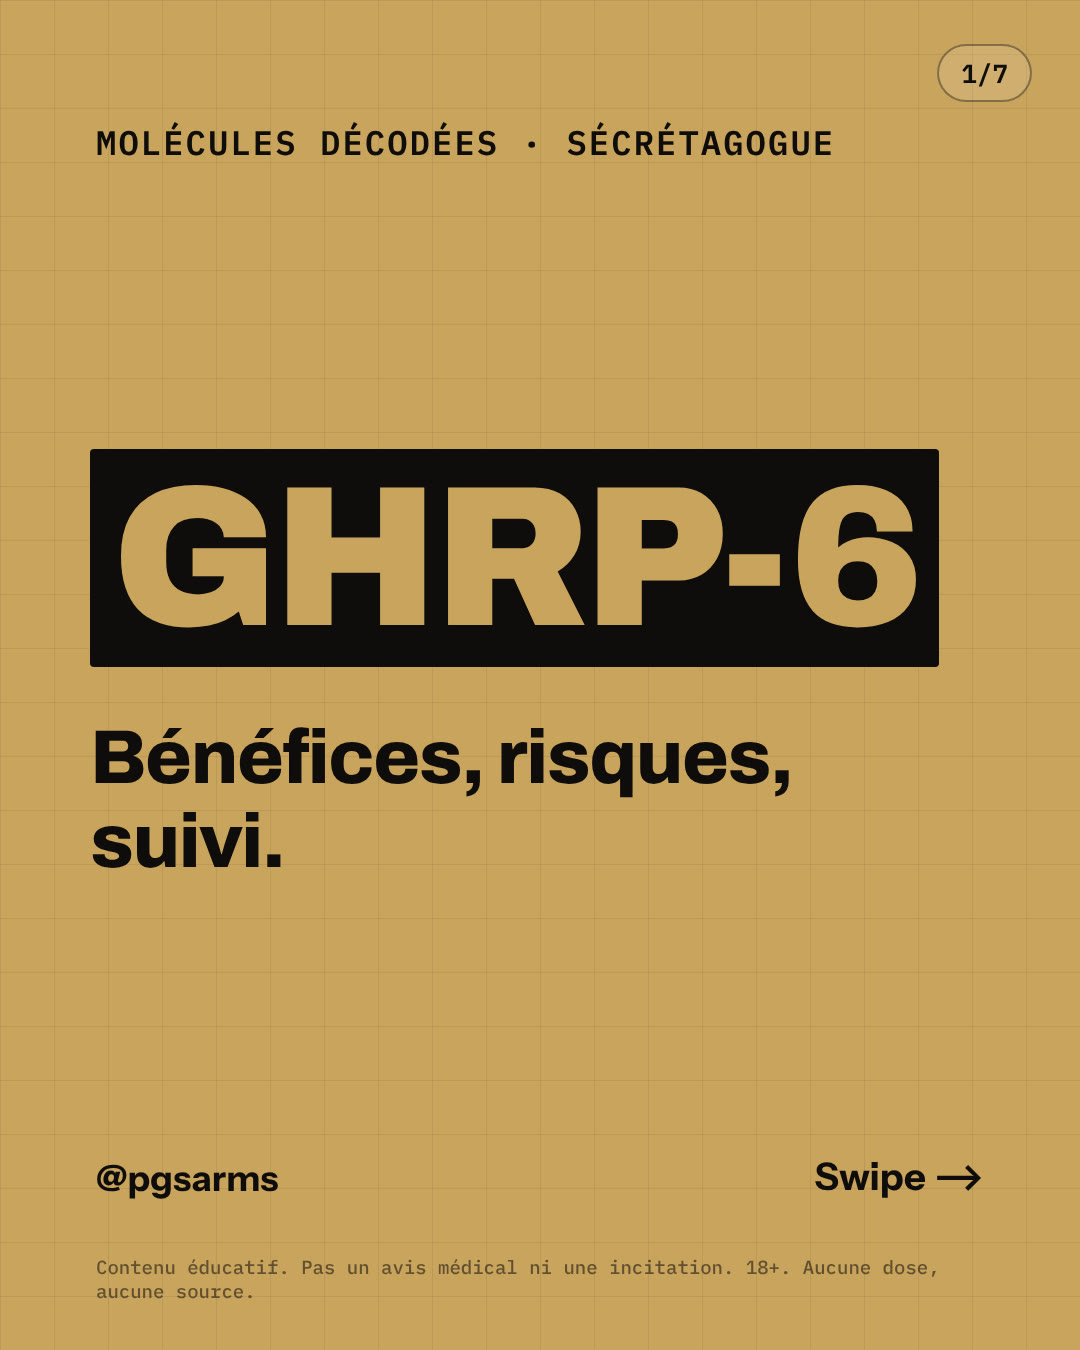 1/7
MOLÉCULES DÉCODÉES · SÉCRÉTAGOGUE
GHRP-6
Bénéfices, risques,
suivi.
@pgsarms
Swipe →
Contenu éducatif. Pas un avis médical ni une incitation. 18+. Aucune dose,
aucune source.